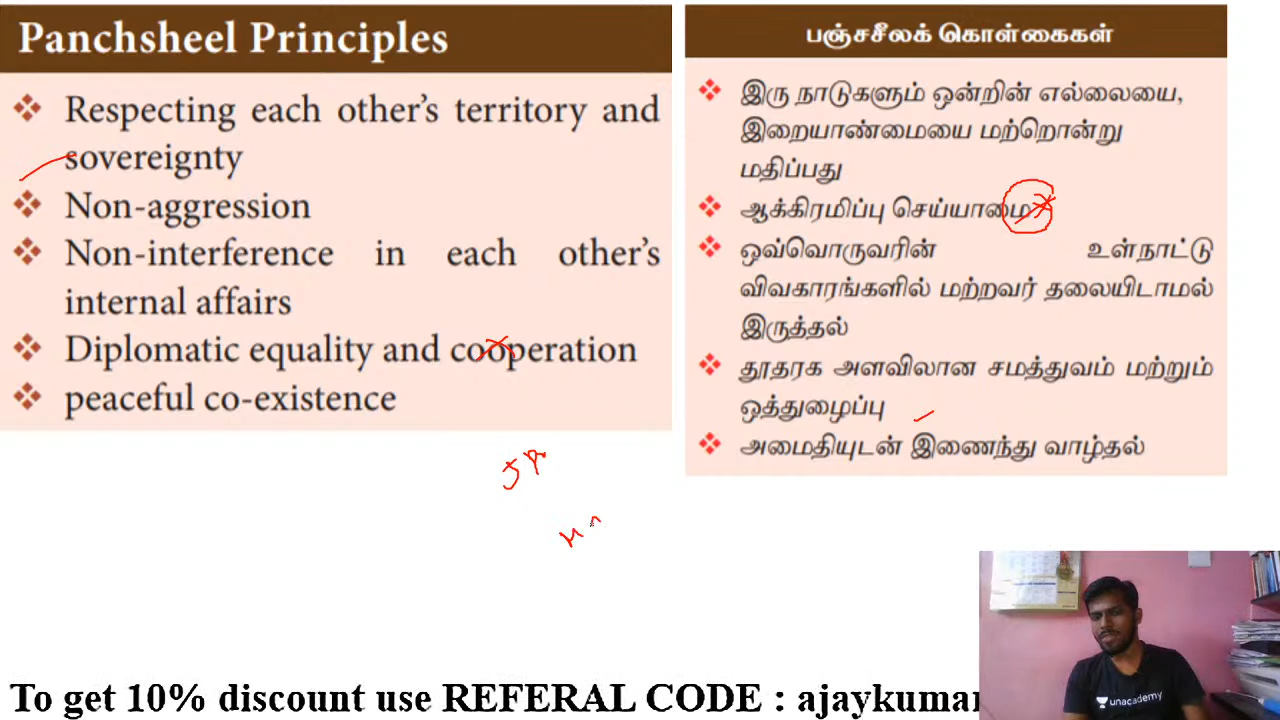 Panchsheel Principles
Respecting each other's territory and
sovereignty
Non-aggression
Non-interference in each other's
internal affairs
Diplomatic equality and cooperation
peaceful co-existence
பஞ்சசீலக் கொள்கைகள்
இரு நாடுகளும் ஒன்றின் எல்லையை,
இறையாண்மையை மற்றொன்று
மதிப்பது
ஆக்கிரமிப்பு செய்யாமை
ஒவ்வொருவரின் உள்நாட்டு
விவகாரங்களில் மற்றவர் தலையிடாமல்
இருத்தல்
தூதரக அளவிலான சமத்துவம் மற்றும்
ஒத்துழைப்பு
அமைதியுடன் இணைந்து வாழ்தல்
unacademy
To get 10% discount use REFERAL CODE : ajaykumar